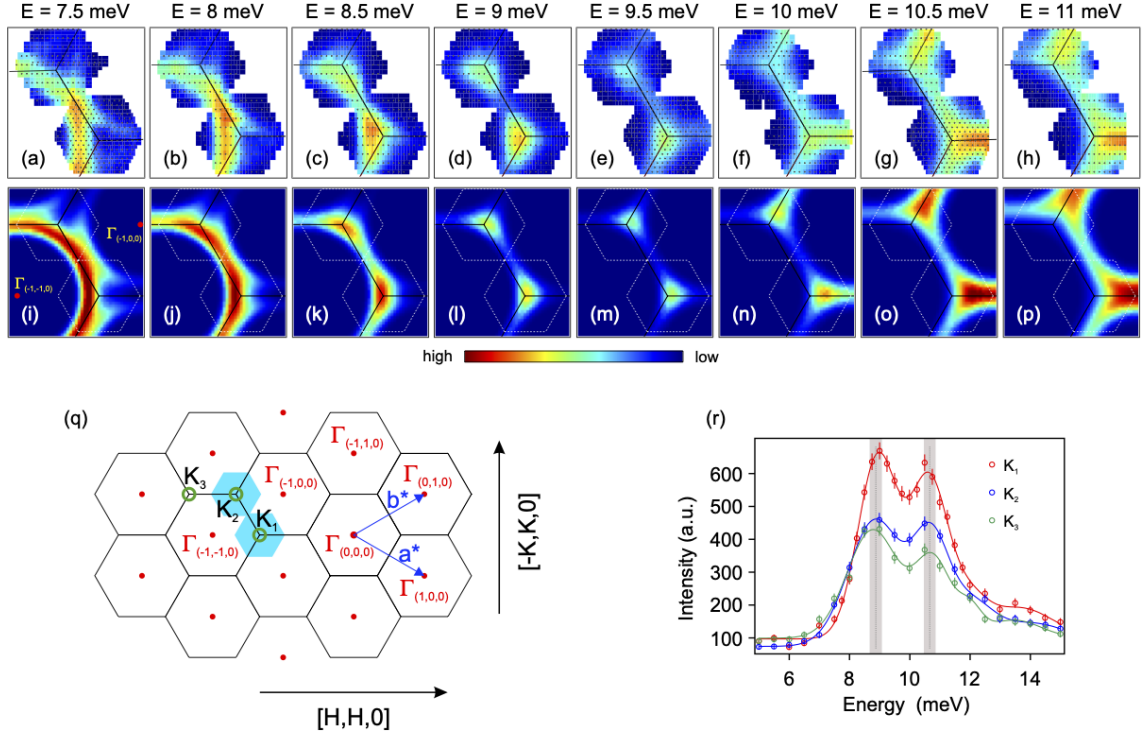 E = 7.5 meV E = 8 meV E = 8.5 meV E = 9 meV E = 9.5 meV E = 10 meV E = 10.5 meV E = 11 meV
(a) (b) (c) (d) (e) (f) (g) (h)
Γ(-1,0,0)
Γ(-1,-1,0)
(i) (j) (k) (l) (m) (n) (o) (p)
high low
(q)
Γ(-1,1,0)
K3 Γ(-1,0,0) Γ(0,1,0)
K2 b*
K1
Γ(-1,-1,0) Γ(0,0,0) a*
Γ(1,0,0)
[H,H,0]
[-K,K,0]
(r)
600
500
400
300
200
100
Intensity (a.u.)
K1
K2
K3
6 8 10 12 14
Energy (meV)